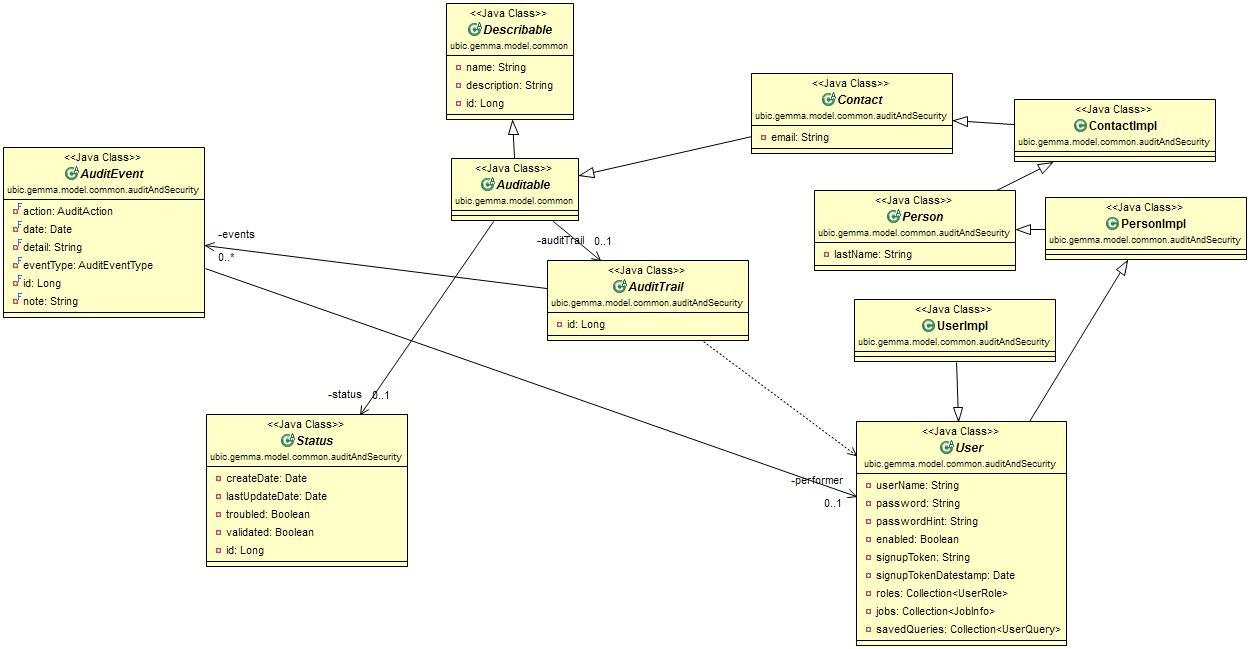 <<Java Class>>
Describable
ubic.gemma.model.common
name: String
description: String
id: Long
<<Java Class>>
Contact
ubic.gemma.model.common.auditAndSecurity
email: String
<<Java Class>>
ContactImpl
ubic.gemma.model.common.auditAndSecurity
<<Java Class>>
AuditEvent
ubic.gemma.model.common.auditAndSecurity
action: AuditAction
date: Date
detail: String
eventType: AuditEventType
id: Long
note: String
<<Java Class>>
Auditable
ubic.gemma.model.common
<<Java Class>>
Person
ubic.gemma.model.common.auditAndSecurity
lastName: String
<<Java Class>>
PersonImpl
ubic.gemma.model.common.auditAndSecurity
-events
0..*
-auditTrail 0..1
<<Java Class>>
AuditTrail
ubic.gemma.model.common.auditAndSecurity
id: Long
<<Java Class>>
UserImpl
ubic.gemma.model.common.auditAndSecurity
-status 0..1
<<Java Class>>
Status
ubic.gemma.model.common.auditAndSecurity
createDate: Date
lastUpdateDate: Date
troubled: Boolean
validated: Boolean
id: Long
-performer
0..1
<<Java Class>>
User
ubic.gemma.model.common.auditAndSecurity
userName: String
password: String
passwordHint: String
enabled: Boolean
signupToken: String
signupTokenDatestamp: Date
roles: Collection<UserRole>
jobs: Collection<JobInfo>
savedQueries: Collection<UserQuery>